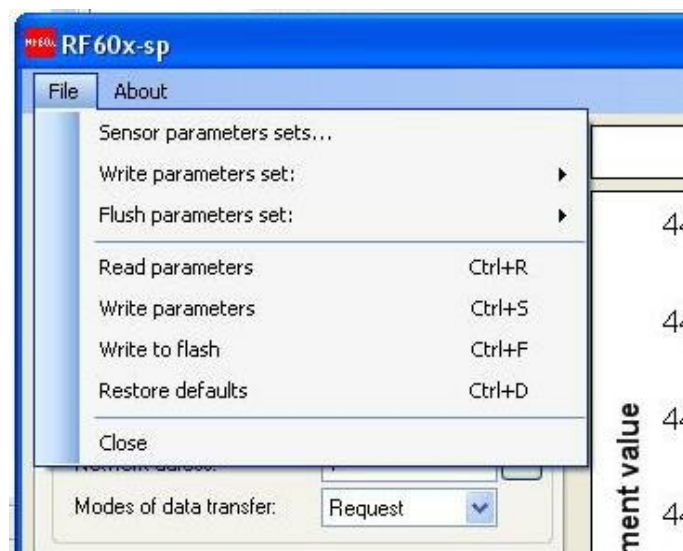 RF60x-sp
File About
Sensor parameters sets...
Write parameters set:
Flush parameters set:
Read parameters Ctrl+R
Write parameters Ctrl+S
Write to flash Ctrl+F
Restore defaults Ctrl+D
Close
Modes of data transfer: Request
ment value